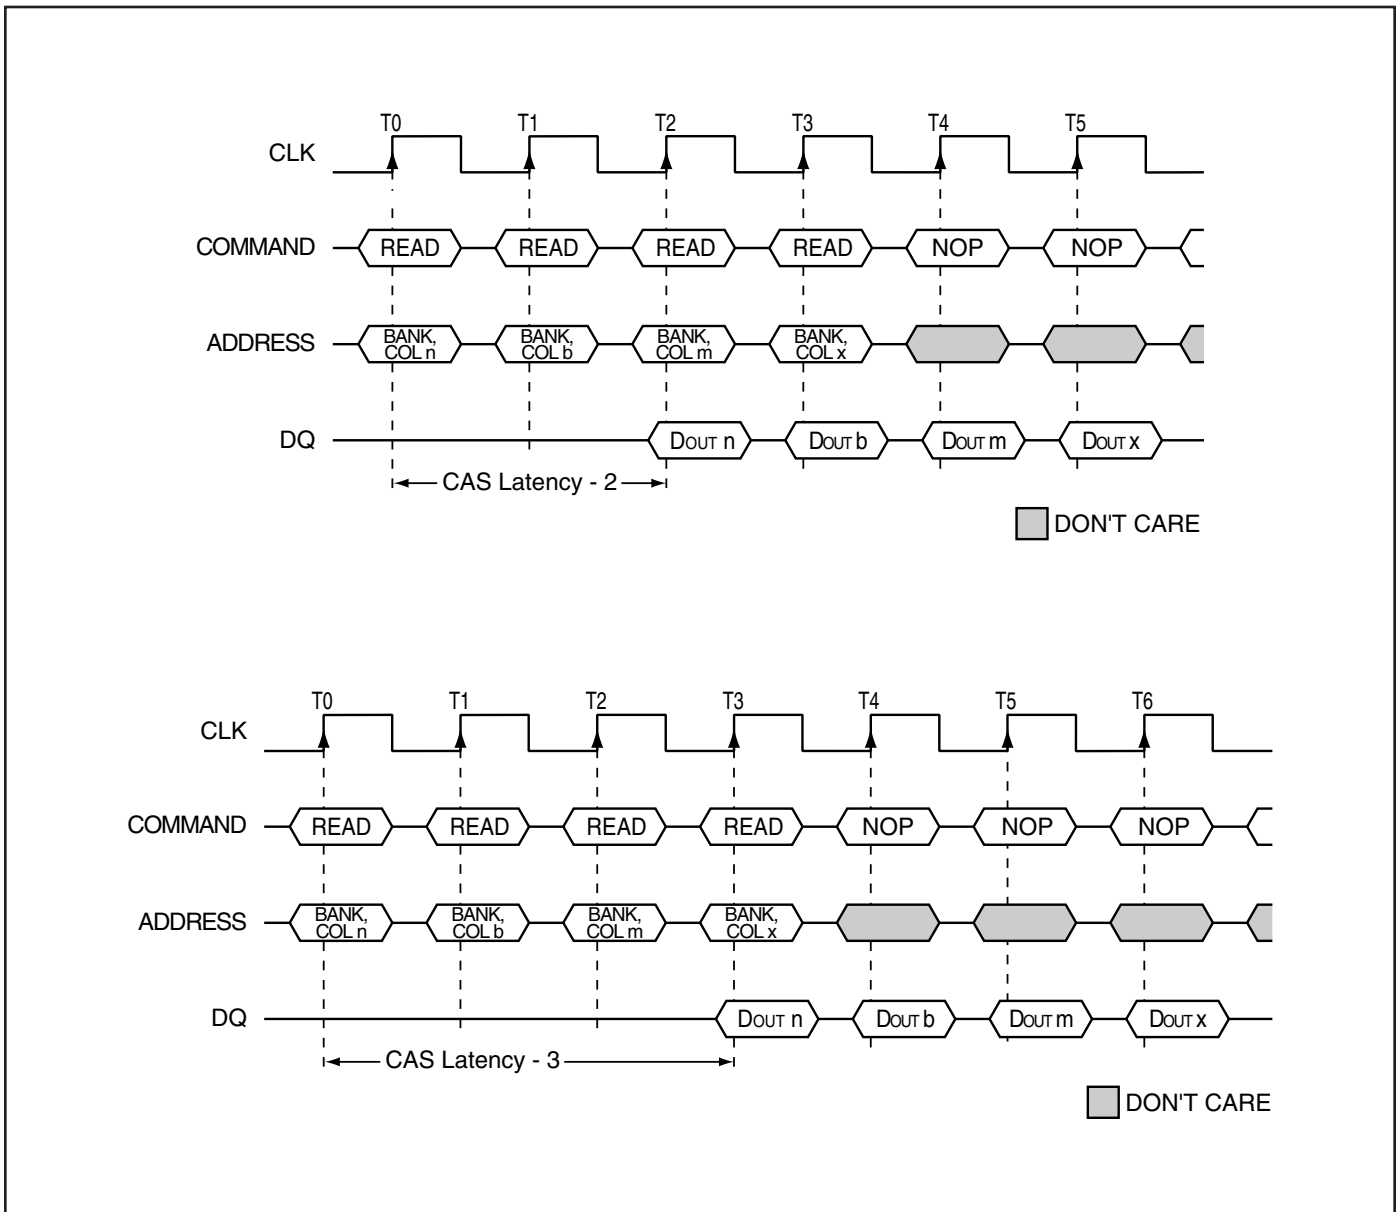 T0 T1 T2 T3 T4 T5
CLK
COMMAND READ READ READ READ NOP NOP
ADDRESS BANK, COL n BANK, COL b BANK, COL m BANK, COL x
DQ DOUT n DOUT b DOUT m DOUT x
CAS Latency - 2
DON'T CARE
T0 T1 T2 T3 T4 T5 T6
CLK
COMMAND READ READ READ READ NOP NOP NOP
ADDRESS BANK, COL n BANK, COL b BANK, COL m BANK, COL x
DQ DOUT n DOUT b DOUT m DOUT x
CAS Latency - 3
DON'T CARE